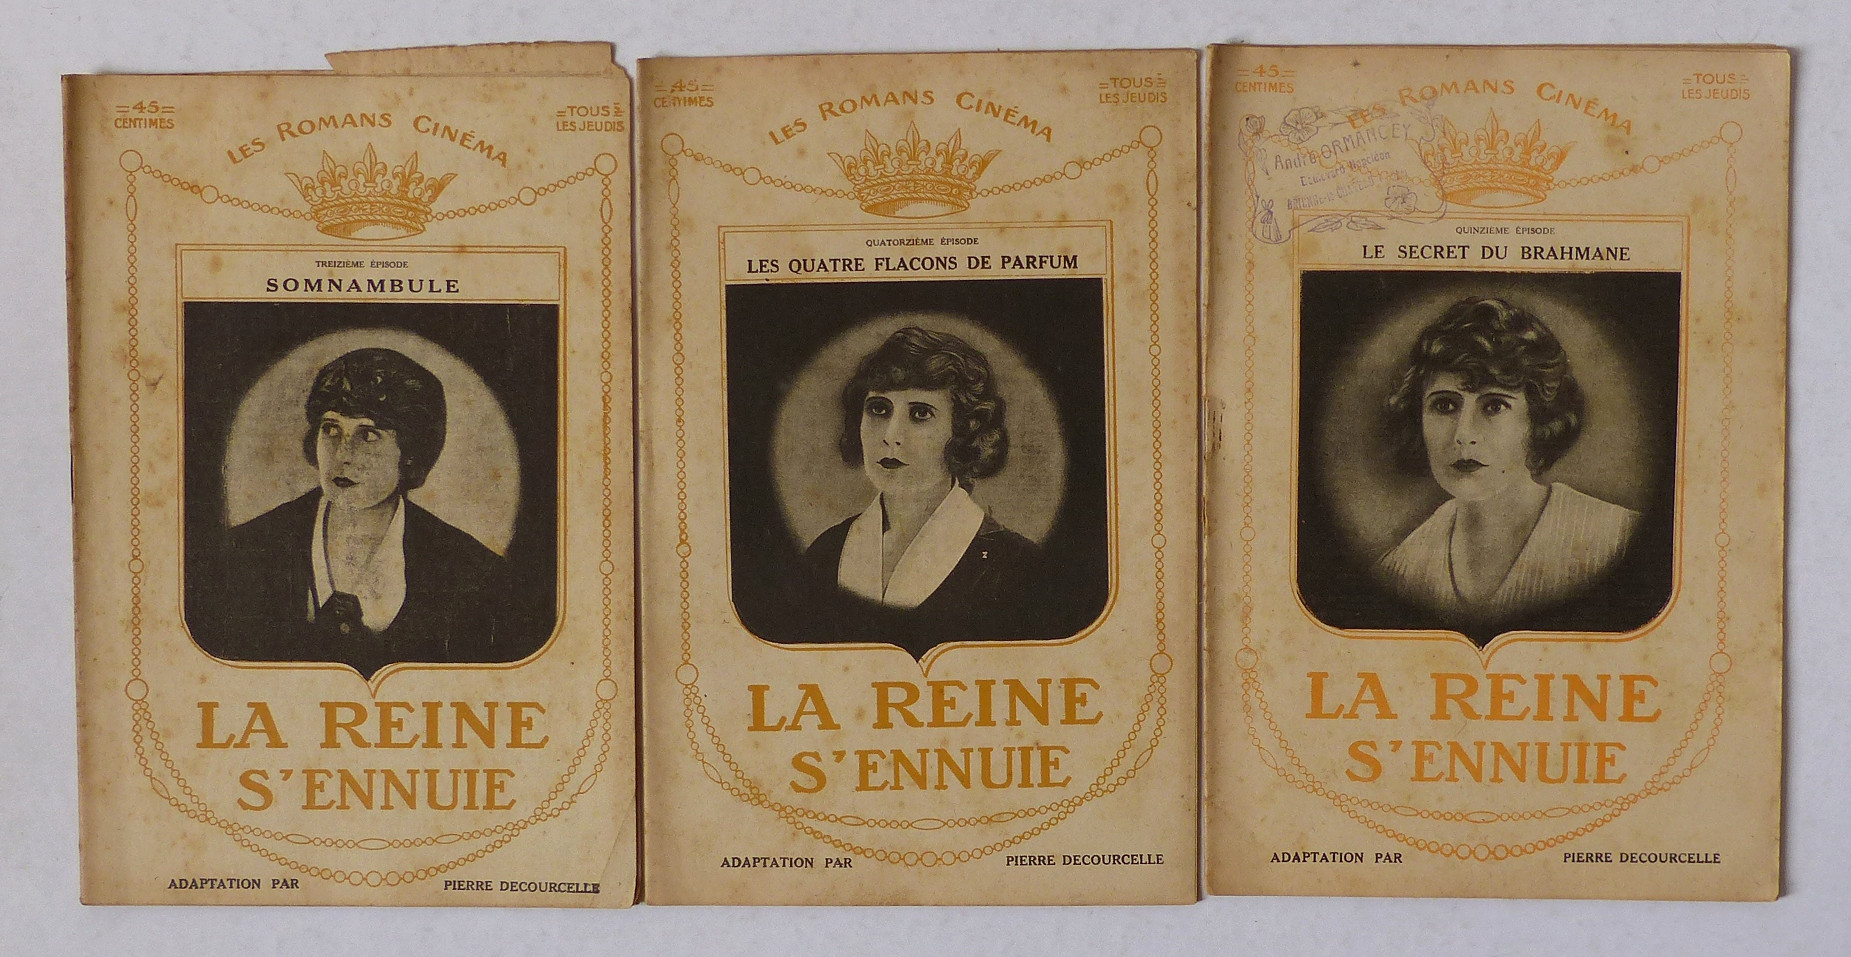 =45=
CENTIMES
LES ROMANS CINÉMA
=TOUS=
LES JEUDIS
TREIZIÈME ÉPISODE
SOMNAMBULE
LA REINE
S'ENNUIE
ADAPTATION PAR
PIERRE DECOURCELLE
=45=
CENTIMES
LES ROMANS CINÉMA
=TOUS=
LES JEUDIS
QUATORZIÈME ÉPISODE
LES QUATRE FLACONS DE PARFUM
LA REINE
S'ENNUIE
ADAPTATION PAR
PIERRE DECOURCELLE
=45=
CENTIMES
LES ROMANS CINÉMA
=TOUS=
LES JEUDIS
André ORMANCEY
Boulevard Napoléon
QUINZIEME ÉPISODE
LE SECRET DU BRAHMANE
LA REINE
S'ENNUIE
ADAPTATION PAR
PIERRE DECOURCELLE